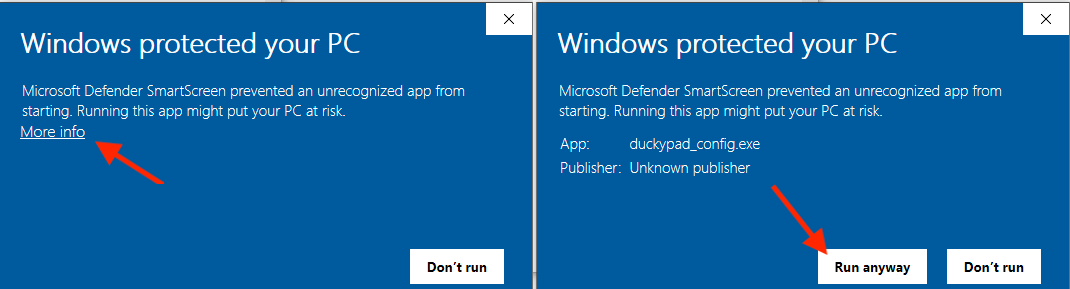 Windows protected your PC
Microsoft Defender SmartScreen prevented an unrecognized app from
starting. Running this app might put your PC at risk.
More info
Don't run
Windows protected your PC
Microsoft Defender SmartScreen prevented an unrecognized app from
starting. Running this app might put your PC at risk.
App: duckypad_config.exe
Publisher: Unknown publisher
Run anyway Don't run